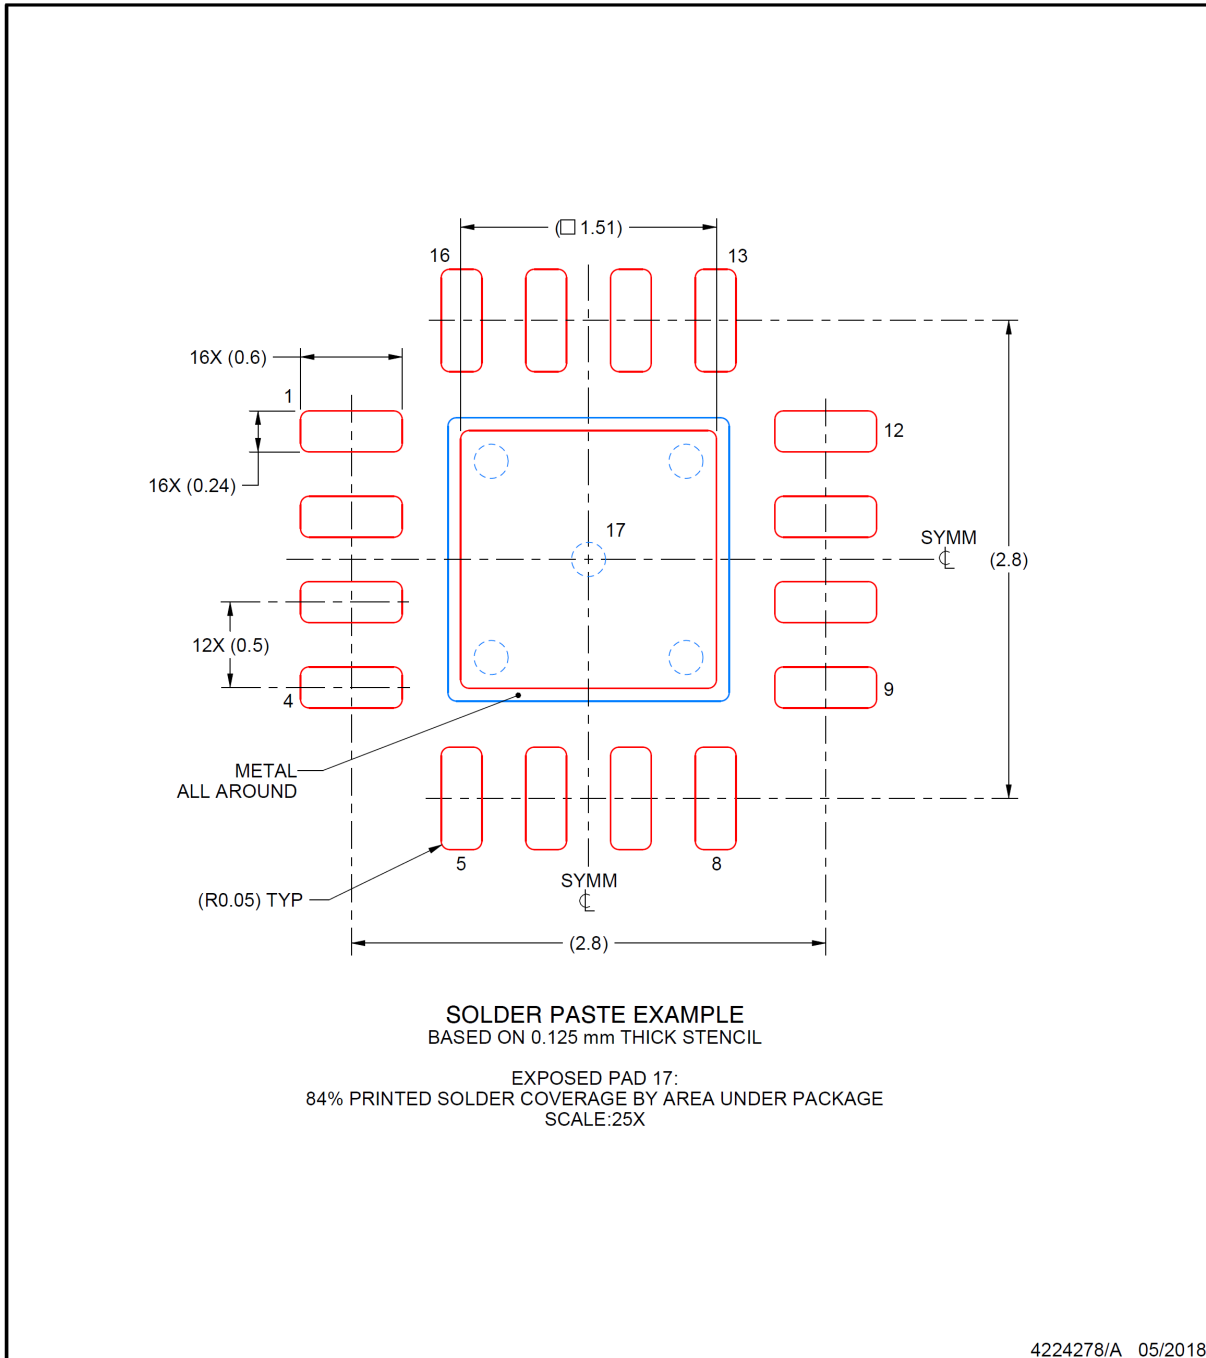 (□ 1.51)
16
13
16X (0.6)
1
12
16X (0.24)
17
SYMM
℄
(2.8)
12X (0.5)
4
9
METAL
ALL AROUND
5
8
(R0.05) TYP
SYMM
℄
(2.8)
SOLDER PASTE EXAMPLE
BASED ON 0.125 mm THICK STENCIL
EXPOSED PAD 17:
84% PRINTED SOLDER COVERAGE BY AREA UNDER PACKAGE
SCALE:25X
4224278/A 05/2018